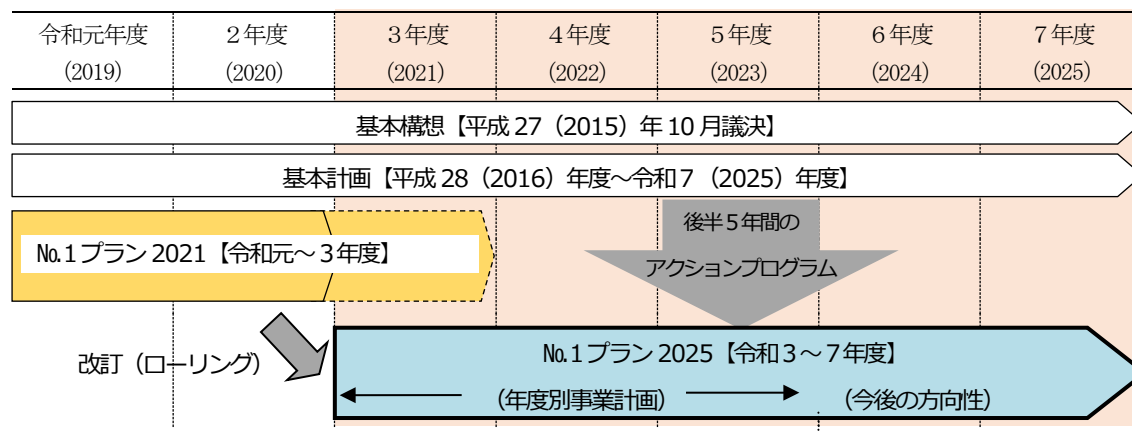 令和元年度 2年度 3年度 4年度 5年度 6年度 7年度
(2019) (2020) (2021) (2022) (2023) (2024) (2025)
基本構想【平成27（2015）年10月議決】
基本計画【平成28（2016）年度～令和7（2025）年度】
№1プラン2021【令和元～3年度】
後半5年間の
アクションプログラム
改訂（ローリング）
№1プラン2025【令和3～7年度】
（年度別事業計画） （今後の方向性）